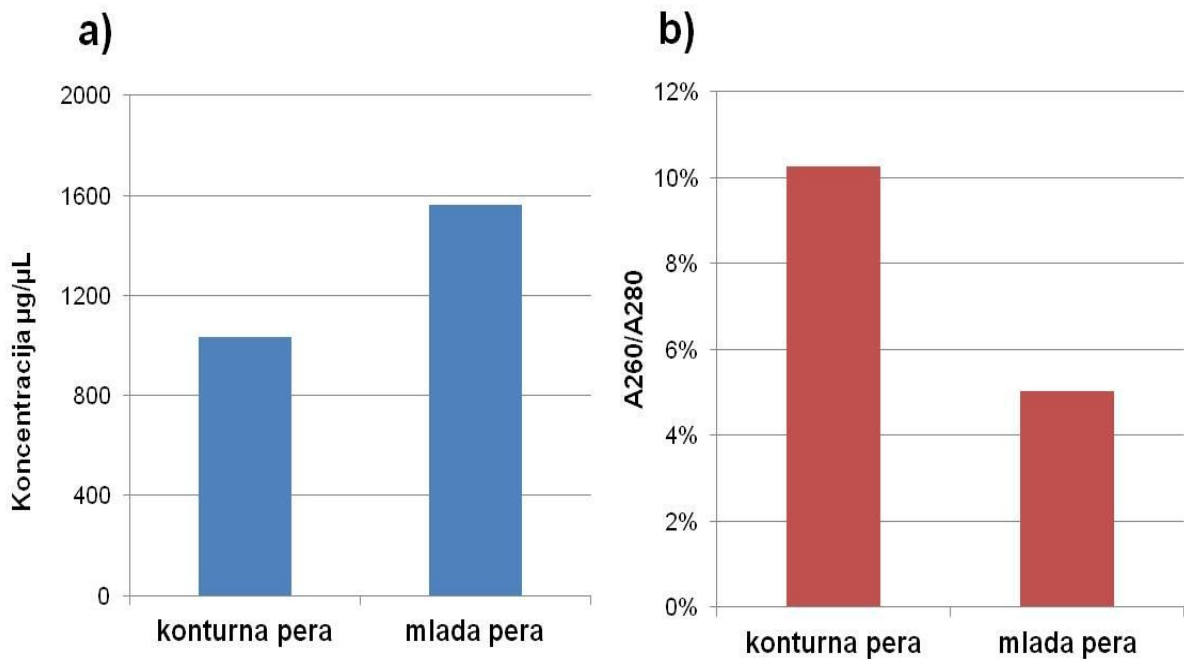 a)
Koncentracija µg/µL
2000
1600
1200
800
400
0
konturna pera
mlada pera
b)
A260/A280
12%
10%
8%
6%
4%
2%
0%
konturna pera
mlada pera